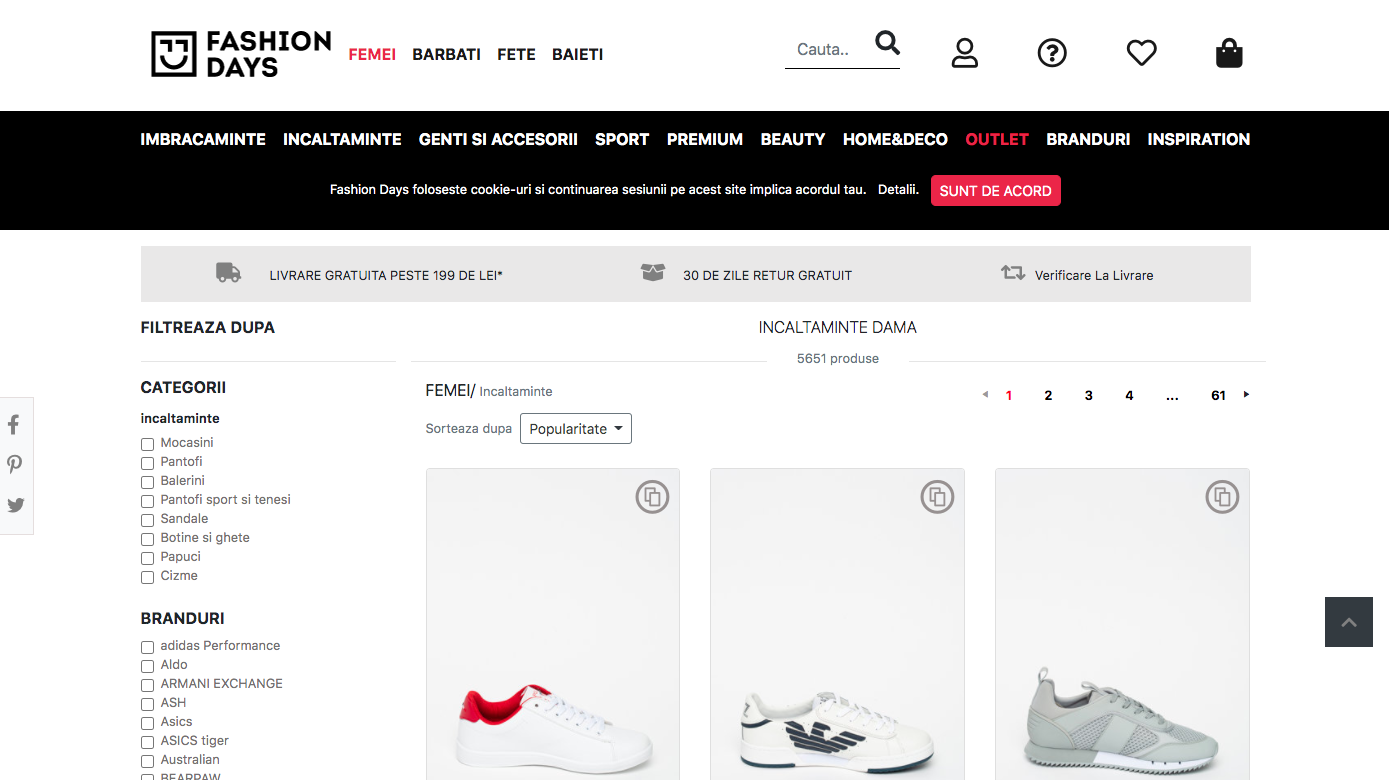 FASHION
DAYS
FEMEI BARBATI FETE BAIETI
Cauta..
IMBRACAMINTE INCALTAMINTE GENTI SI ACCESORII SPORT PREMIUM BEAUTY HOME&DECO OUTLET BRANDURI INSPIRATION
Fashion Days foloseste cookie-uri si continuarea sesiunii pe acest site implica acordul tau. Detalii. SUNT DE ACORD
LIVRARE GRATUITA PESTE 199 DE LEI* 30 DE ZILE RETUR GRATUIT Verificare La Livrare
FILTREAZA DUPA
INCALTAMINTE DAMA
5651 produse
CATEGORII
incaltaminte
Mocasini
Pantofi
Balerini
Pantofi sport si tenesi
Sandale
Botine si ghete
Papuci
Cizme
BRANDURI
adidas Performance
Aldo
ARMANI EXCHANGE
ASH
Asics
ASICS tiger
Australian
BEARPAW
FEMEI/ Incaltaminte
1 2 3 4 ... 61
Sorteaza dupa Popularitate